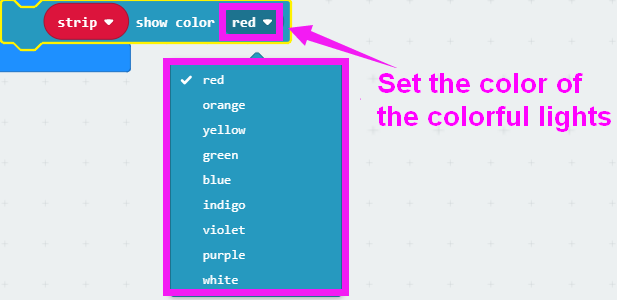 strip show color red
Set the color of
the colorful lights
red
orange
yellow
green
blue
indigo
violet
purple
white